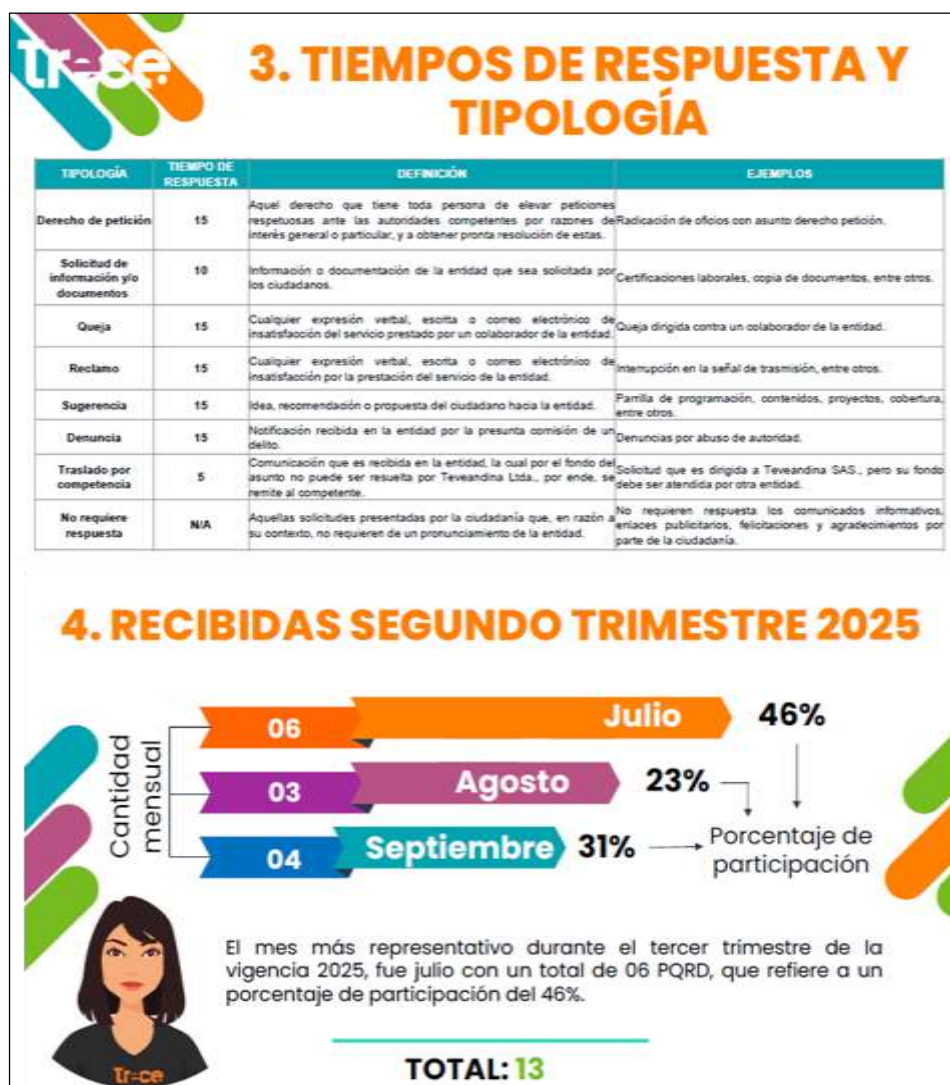 Tr=ce
3. TIEMPOS DE RESPUESTA Y
TIPOLOGÍA
TIPOLOGÍA
TIEMPO DE
RESPUESTA
DEFINICIÓN
EJEMPLOS
Derecho de petición
15
Aquel derecho que tiene toda persona de elevar peticiones
respetuosas ante las autoridades competentes por razones de
interés general o particular, y a obtener pronta resolución de estas.
Radicación de oficios con asunto derecho petición.
Solicitud de
información y/o
documentos
10
Información o documentación de la entidad que sea solicitada por
los ciudadanos.
Certificaciones laborales, copia de documentos, entre otros.
Queja
15
Cualquier expresión verbal, escrita o correo electrónico de
insatisfacción del servicio prestado por un colaborador de la entidad.
Queja dirigida contra un colaborador de la entidad.
Reclamo
15
Cualquier expresión verbal, escrita o correo electrónico de
insatisfacción por la prestación del servicio de la entidad.
Interrupción en la señal de trasmisión, entre otros.
Sugerencia
15
Idea, recomendación o propuesta del ciudadano hacia la entidad.
Parrilla de programación, contenidos, proyectos, cobertura,
entre otros.
Denuncia
15
Notificación recibida en la entidad por la presunta comisión de un
delito.
Denuncias por abuso de autoridad.
Traslado por
competencia
5
Comunicación que es recibida en la entidad, la cual por el fondo del
asunto no puede ser resuelta por Teveandina Ltda., por ende, se
remite al competente.
Solicitud que es dirigida a Teveandina SAS., pero su fondo
debe ser atendida por otra entidad.
No requiere
respuesta
N/A
Aquellas solicitudes presentadas por la ciudadanía que, en razón a
su contexto, no requieren de un pronunciamiento de la entidad.
No requieren respuesta los comunicados informativos,
enlaces publicitarios, felicitaciones y agradecimientos por
parte de la ciudadanía.
4. RECIBIDAS SEGUNDO TRIMESTRE 2025
Cantidad
mensual
06
Julio
46%
03
Agosto
23%
04
Septiembre
31%
Porcentaje de
participación
El mes más representativo durante el tercer trimestre de la
vigencia 2025, fue julio con un total de 06 PQRD, que refiere a un
porcentaje de participación del 46%.
Tr=ce
TOTAL: 13